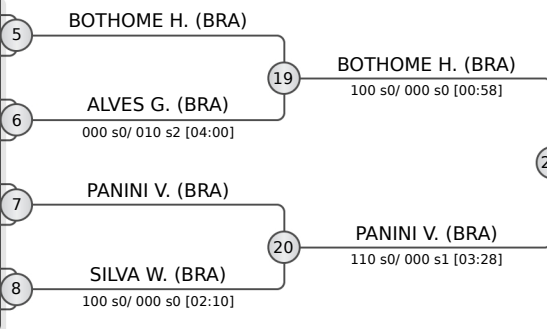 5
BOTHOME H. (BRA)
19
BOTHOME H. (BRA)
100 s0/ 000 s0 [00:58]
6
ALVES G. (BRA)
000 s0/ 010 s2 [04:00]
7
PANINI V. (BRA)
20
PANINI V. (BRA)
110 s0/ 000 s1 [03:28]
8
SILVA W. (BRA)
100 s0/ 000 s0 [02:10]